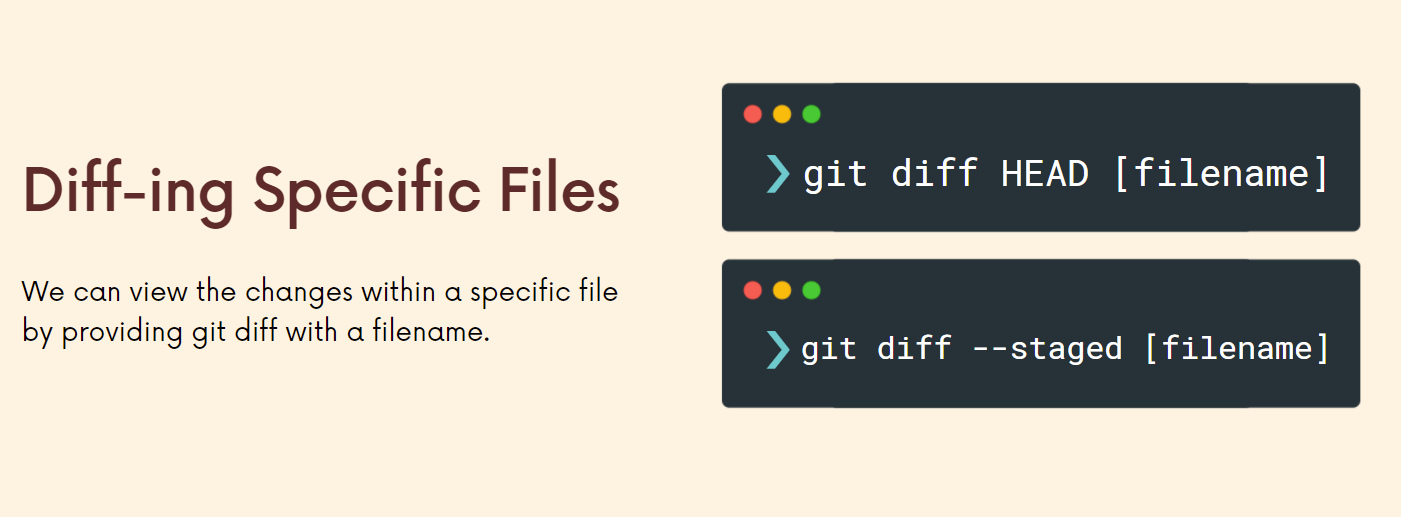 Diff-ing Specific Files
We can view the changes within a specific file
by providing git diff with a filename.
❯ git diff HEAD [filename]
❯ git diff --staged [filename]